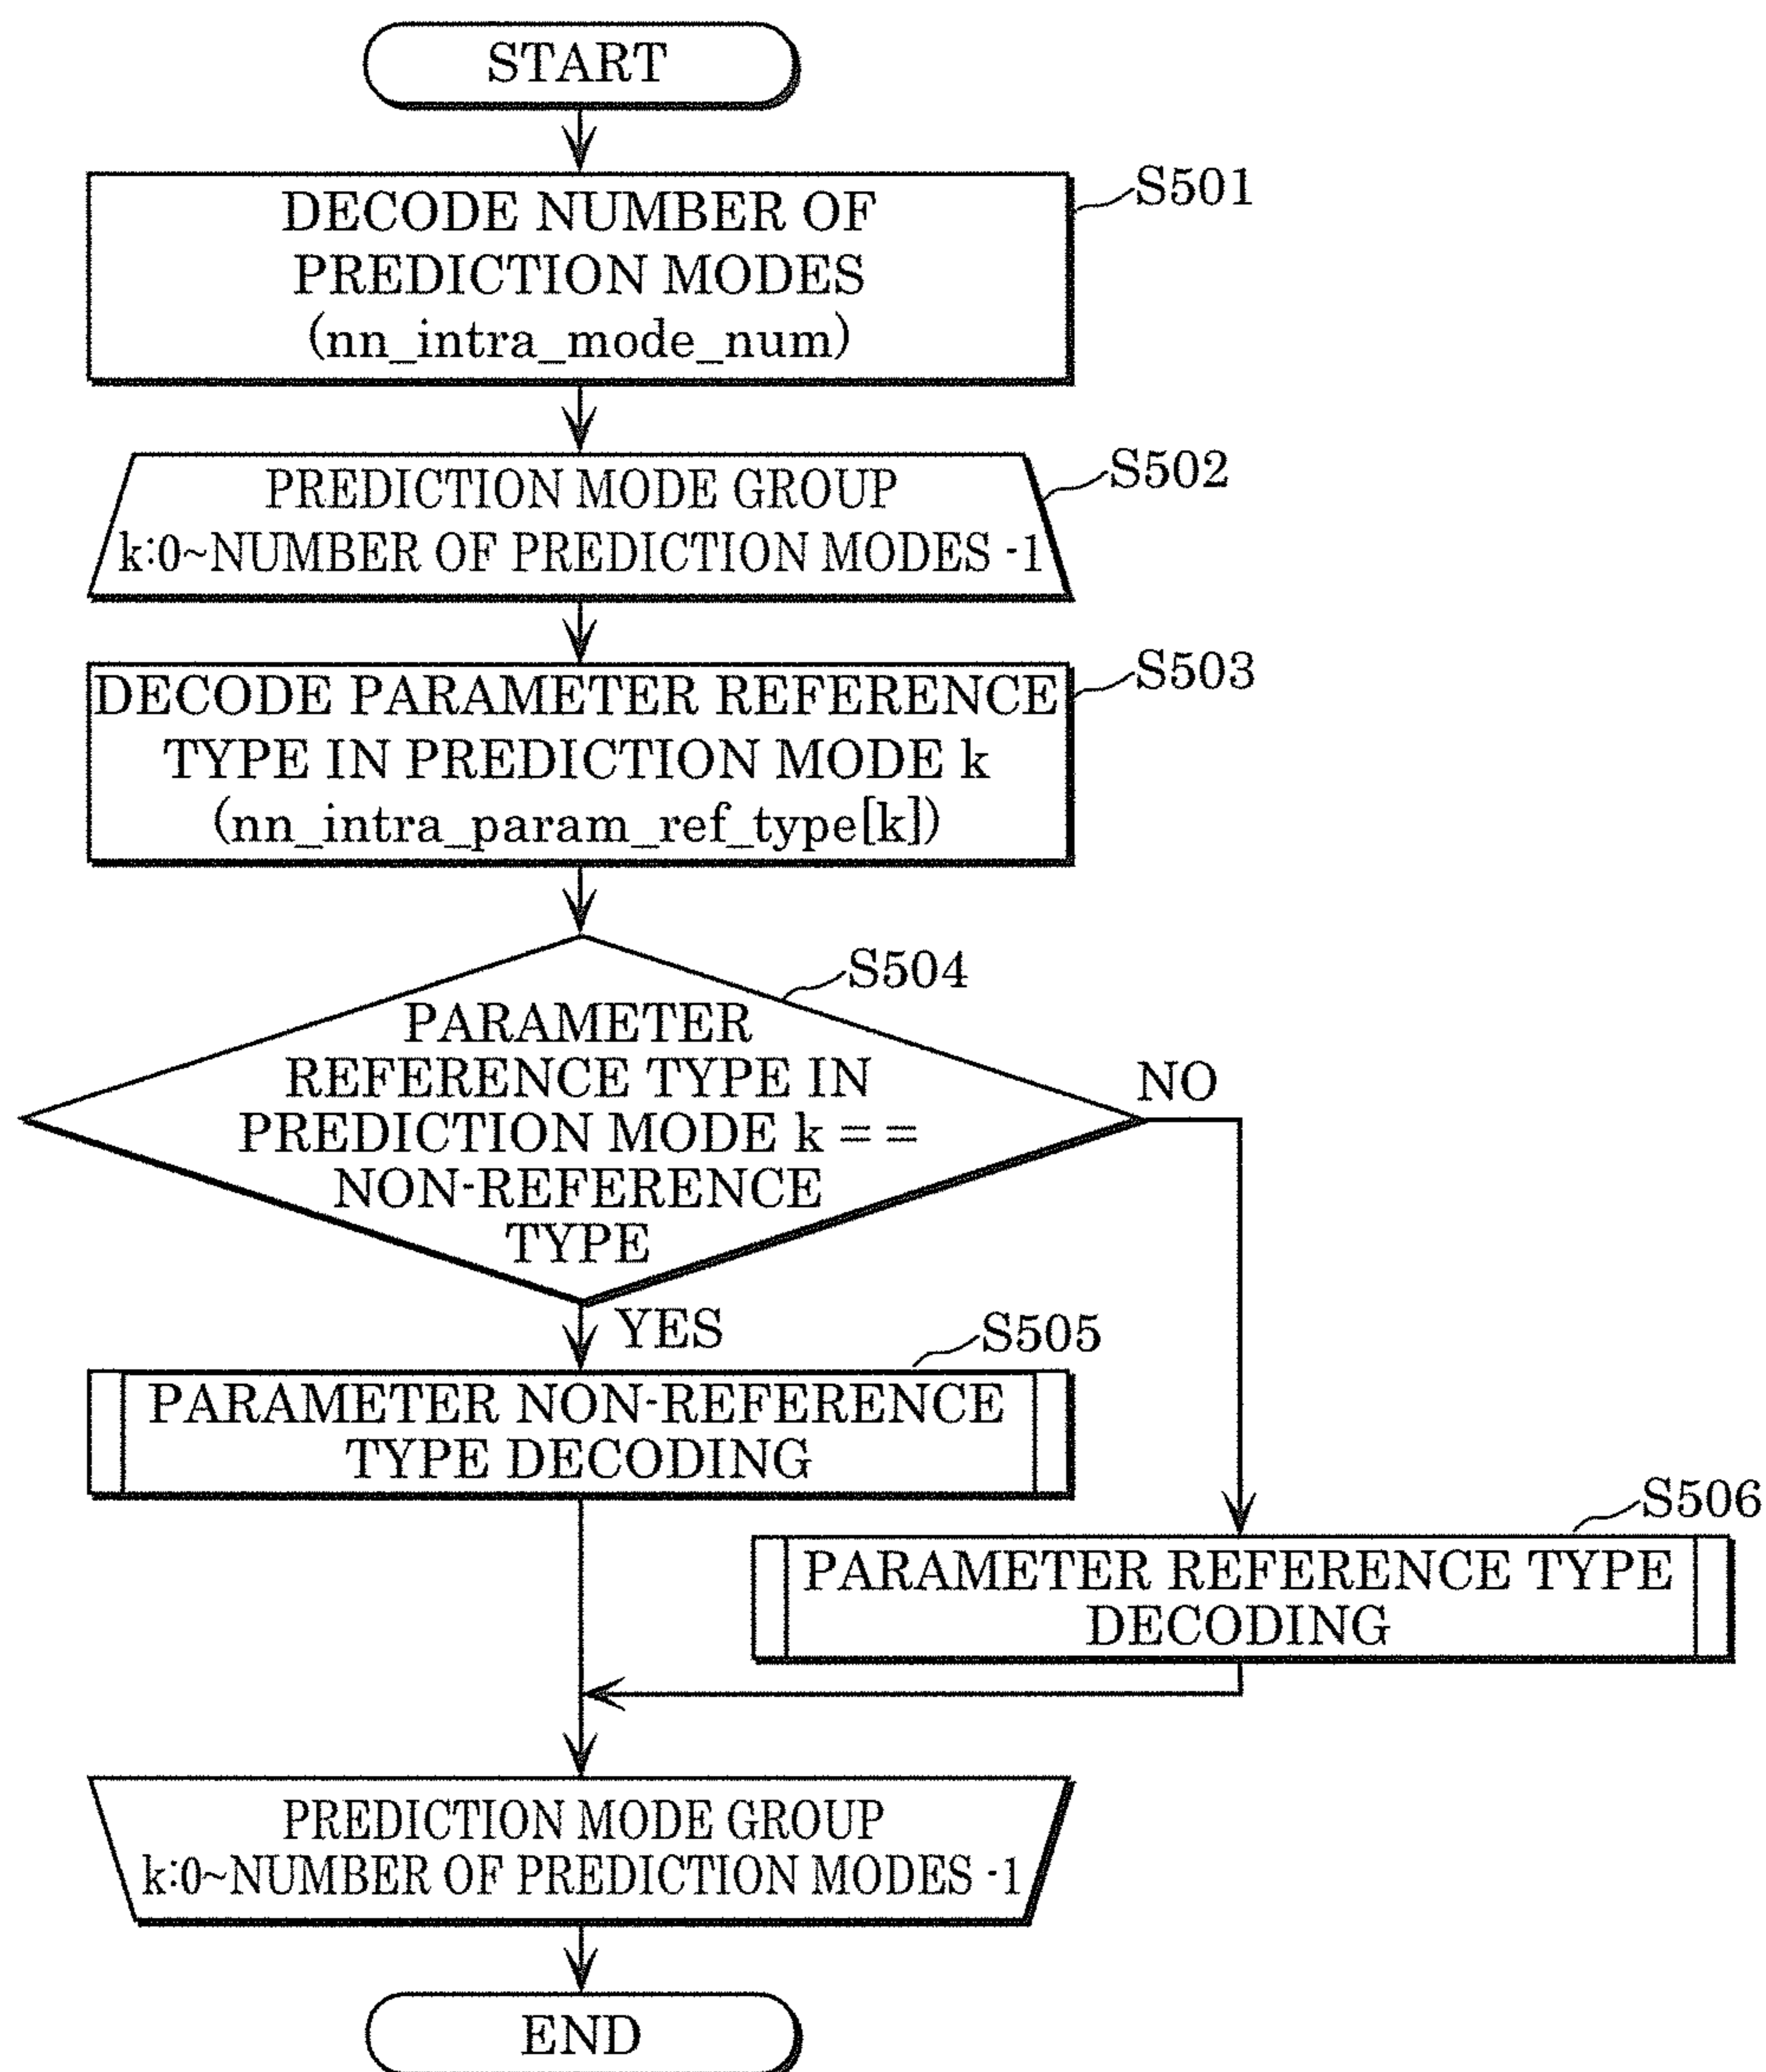 START
DECODE NUMBER OF
PREDICTION MODES
(nn_intra_mode_num)
S501
PREDICTION MODE GROUP
k:0~NUMBER OF PREDICTION MODES -1
S502
DECODE PARAMETER REFERENCE
TYPE IN PREDICTION MODE k
(nn_intra_param_ref_type[k])
S503
S504
PARAMETER
REFERENCE TYPE IN
PREDICTION MODE k = =
NON-REFERENCE
TYPE
NO
YES
S505
PARAMETER NON-REFERENCE
TYPE DECODING
S506
PARAMETER REFERENCE TYPE
DECODING
PREDICTION MODE GROUP
k:0~NUMBER OF PREDICTION MODES -1
END